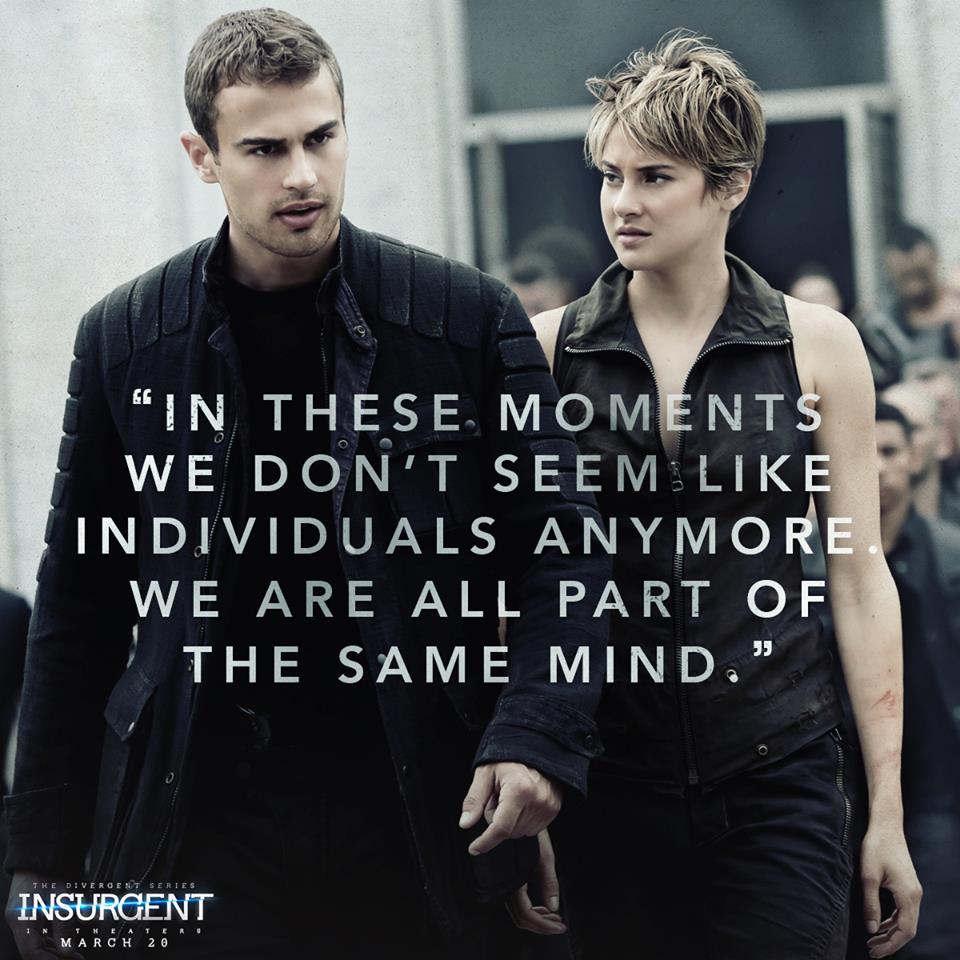 “IN THESE MOMENTS
WE DON’T SEEM LIKE
INDIVIDUALS ANYMORE.
WE ARE ALL PART OF
THE SAME MIND.”
THE DIVERGENT SERIES
INSURGENT
IN THEATERS
MARCH 20